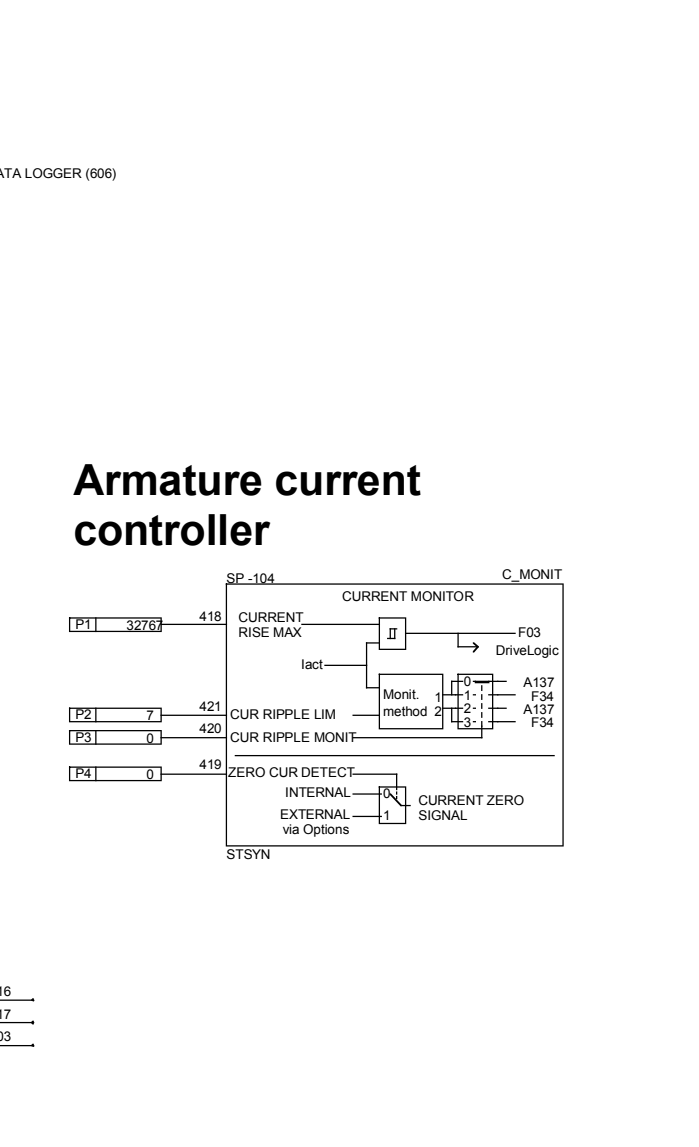 ATA LOGGER (606)
Armature current
controller
SP -104
C_MONIT
CURRENT MONITOR
P1 32767
418
CURRENT
RISE MAX
F03
DriveLogic
Iact
Monit.
method
1
2
0
1
2
3
A137
F34
A137
F34
P2 7
421
CUR RIPPLE LIM
P3 0
420
CUR RIPPLE MONIT
P4 0
419
ZERO CUR DETECT
INTERNAL
0
EXTERNAL
1
via Options
CURRENT ZERO
SIGNAL
STSYN
16
17
03